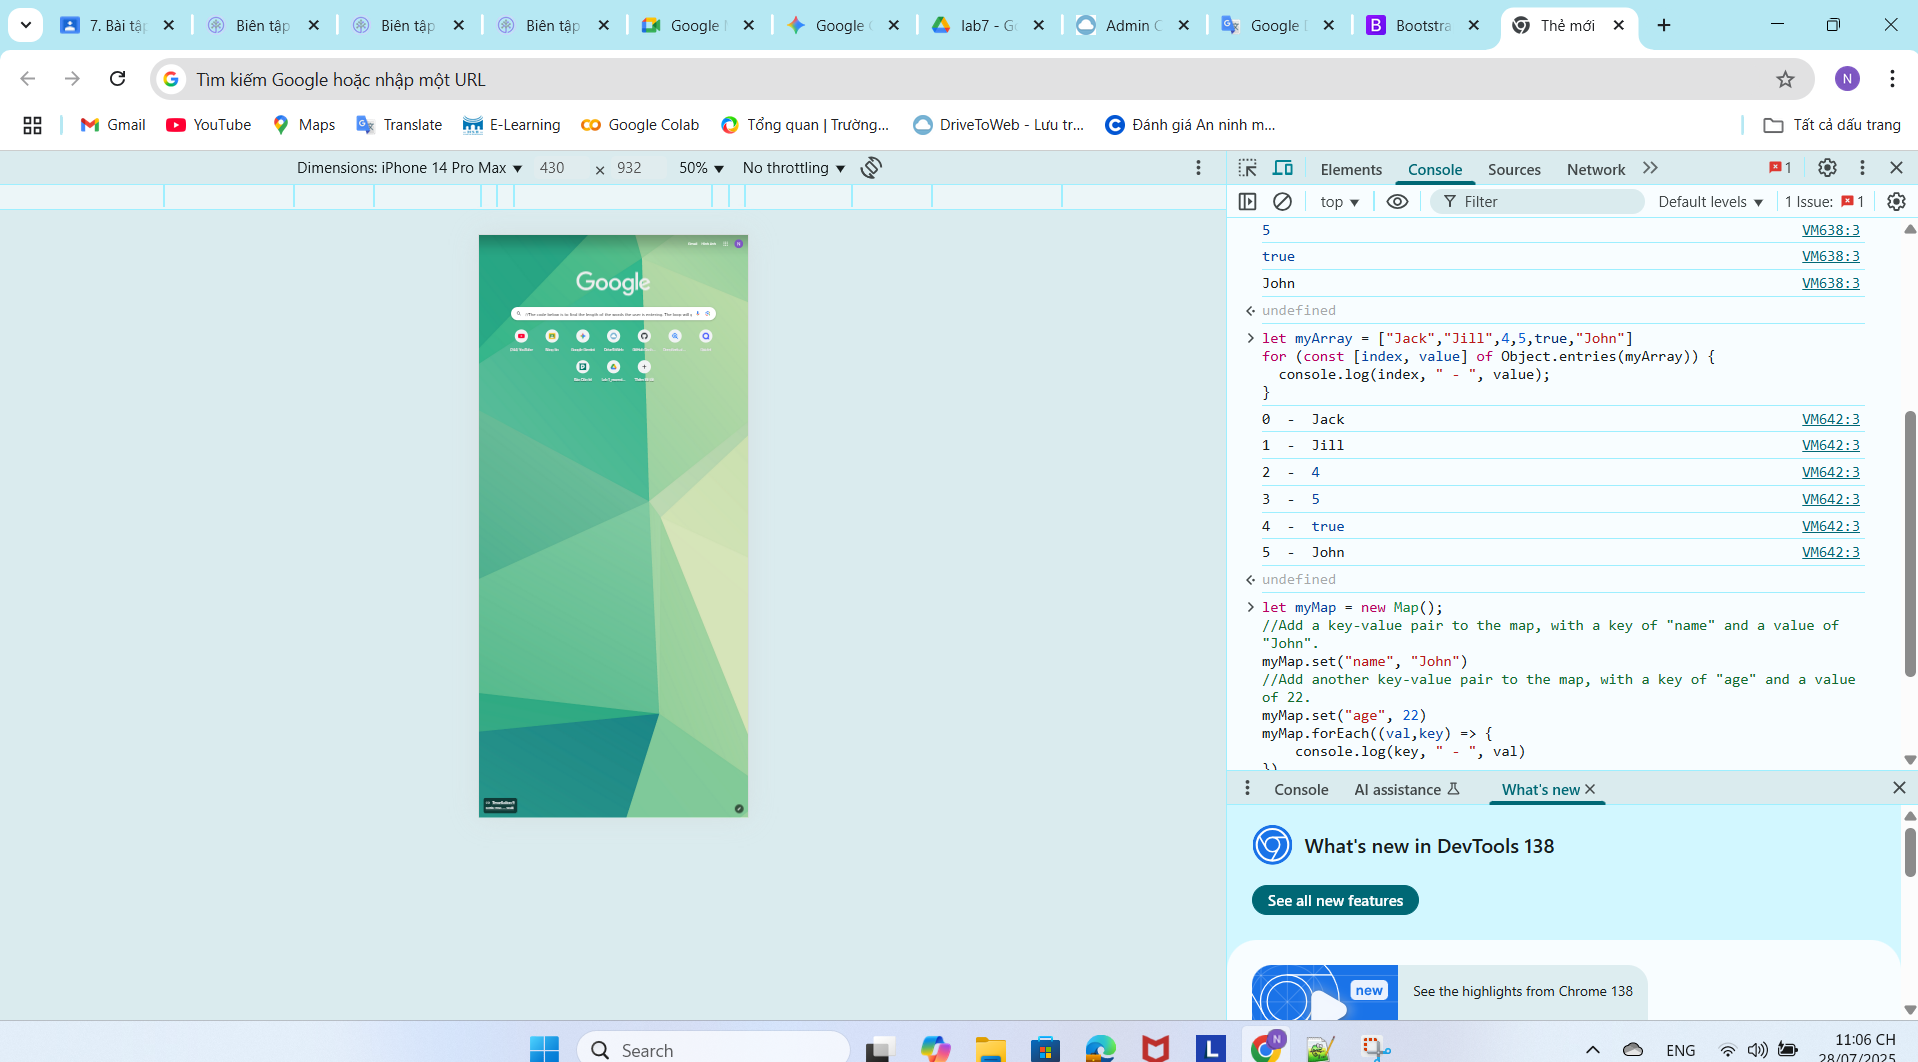 7. Bài tập
Biên tập
Biên tập
Biên tập
Google
Google
lab7 - Go
Admin C
Google
Bootstra
Thẻ mới
Tìm kiếm Google hoặc nhập một URL
N
Gmail
YouTube
Maps
Translate
E-Learning
Google Colab
Tổng quan | Trường...
DriveToWeb - Lưu tr...
Đánh giá An ninh m...
Tất cả dấu trang
Dimensions: iPhone 14 Pro Max
430
×
932
50%
No throttling
Elements
Console
Sources
Network
1
top
Filter
Default levels
1 Issue:
1
Google
5 VM638:3
true VM638:3
John VM638:3
undefined
let myArray = ["Jack","Jill",4,5,true,"John"]
for (const [index, value] of Object.entries(myArray)) {
console.log(index, " - ", value);
}
0 - Jack VM642:3
1 - Jill VM642:3
2 - 4 VM642:3
3 - 5 VM642:3
4 - true VM642:3
5 - John VM642:3
undefined
let myMap = new Map();
//Add a key-value pair to the map, with a key of "name" and a value of
"John".
myMap.set("name", "John")
//Add another key-value pair to the map, with a key of "age" and a value
of 22.
myMap.set("age", 22)
myMap.forEach((val,key) => {
console.log(key, " - ", val)
})
Console
AI assistance
What's new
What's new in DevTools 138
See all new features
new
See the highlights from Chrome 138
Search
L
N
ENG
11:06 CH
28/07/2025